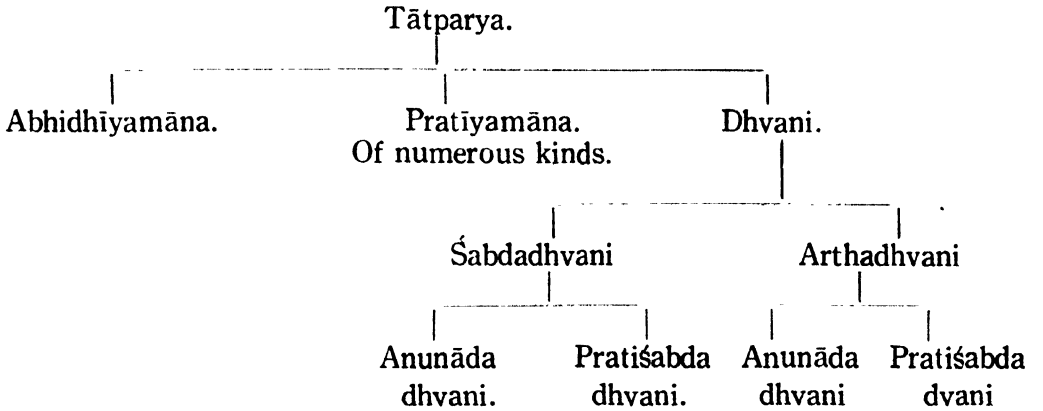 Tātparya.
Abhidhīyamāna. Pratīyamāna. Dhvani.
Of numerous kinds.
Śabdadhvani Arthadhvani
Anunāda Pratiśabda Anunāda Pratiśabda
dhvani. dhvani. dhvani dvani